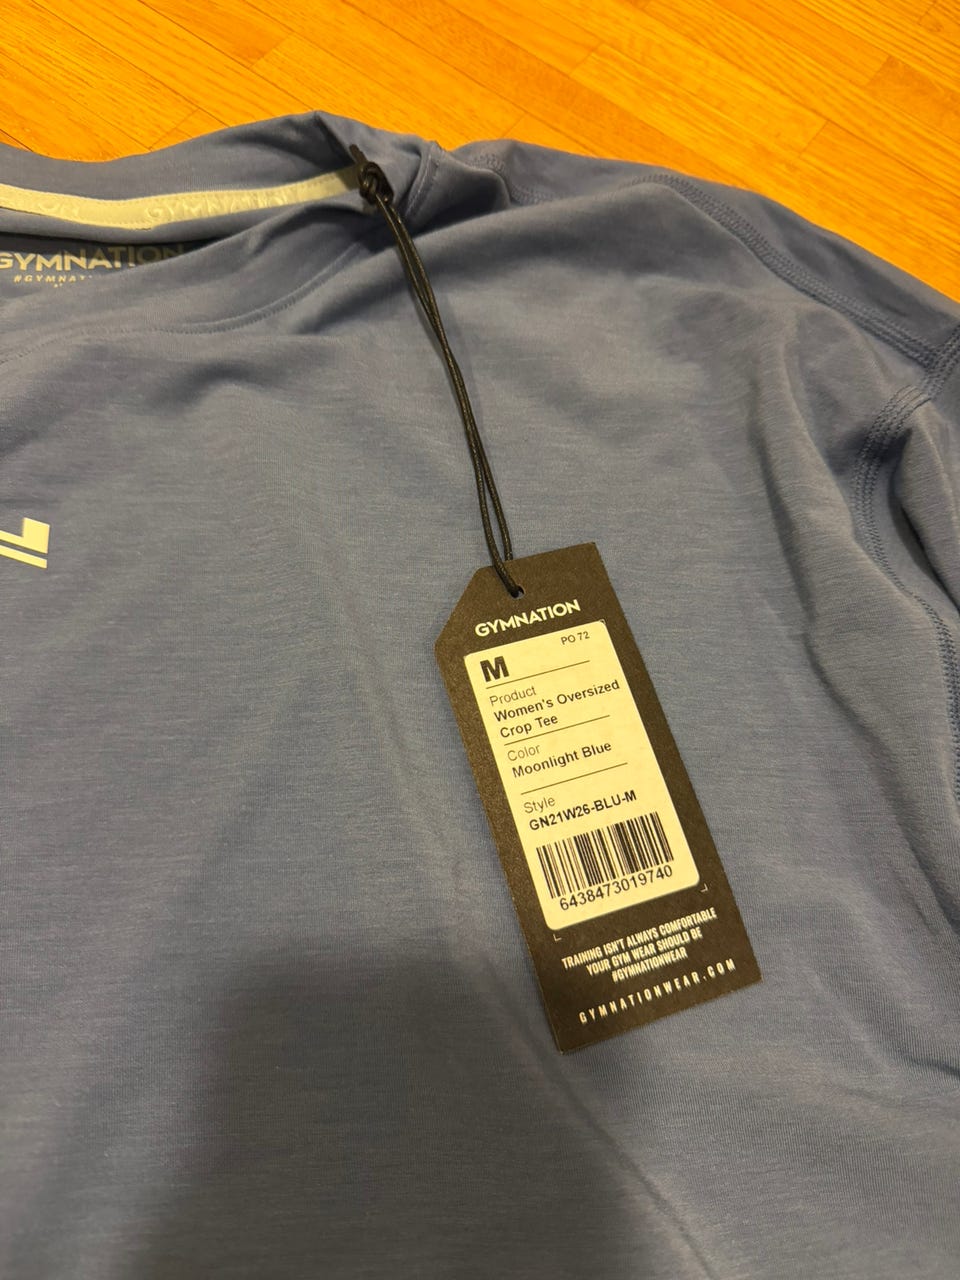 GYMNATION
GYMNATION
#GYMNAT
GYMNATION
PO 72
M
Product
Women's Oversized
Crop Tee
Color
Moonlight Blue
Style
GN21W26-BLU-M
6438473019740
TRAINING ISN'T ALWAYS COMFORTABLE
YOUR GYM WEAR SHOULD BE
#GYMNATIONWEAR
GYMNATIONWEAR.COM